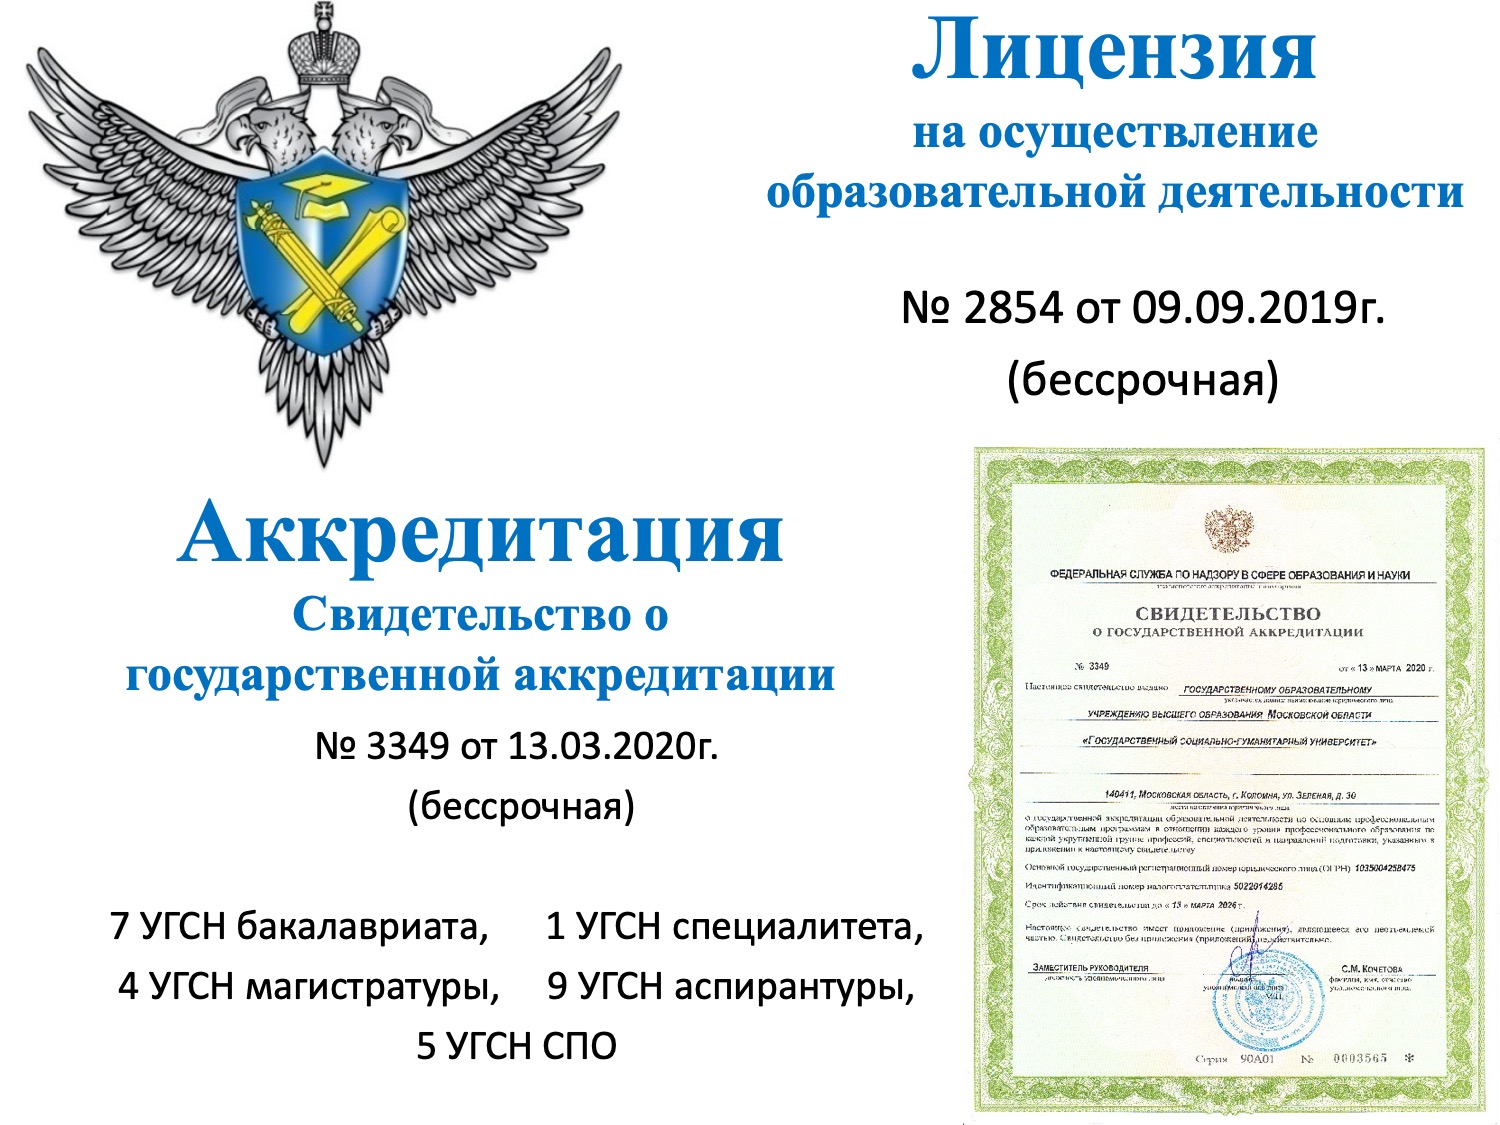 Лицензия
на осуществление
образовательной деятельности
№ 2854 от 09.09.2019г.
(бессрочная)
Аккредитация
Свидетельство о
государственной аккредитации
№ 3349 от 13.03.2020г.
(бессрочная)
7 УГСН бакалавриата, 1 УГСН специалитета,
4 УГСН магистратуры, 9 УГСН аспирантуры,
5 УГСН СПО
ФЕДЕРАЛЬНАЯ СЛУЖБА ПО НАДЗОРУ В СФЕРЕ ОБРАЗОВАНИЯ И НАУКИ
СВИДЕТЕЛЬСТВО
О ГОСУДАРСТВЕННОЙ АККРЕДИТАЦИИ
№ 3349 от « 13 » МАРТА 2020 г.
Настоящее свидетельство выдано ГОСУДАРСТВЕННОМУ ОБРАЗОВАТЕЛЬНОМУ
УЧРЕЖДЕНИЮ ВЫСШЕГО ОБРАЗОВАНИЯ МОСКОВСКОЙ ОБЛАСТИ
«ГОСУДАРСТВЕННЫЙ СОЦИАЛЬНО-ГУМАНИТАРНЫЙ УНИВЕРСИТЕТ»
140411, МОСКОВСКАЯ ОБЛАСТЬ, Г. КОЛОМНА, УЛ. ЗЕЛЕНАЯ, Д. 30
о государственной аккредитации образовательной деятельности по основным профессиональным
образовательным программам в отношении каждого уровня профессионального образования по
каждой укрупненной группе профессий, специальностей и направлений подготовки, указанным в
приложении к настоящему свидетельству
Основной государственный регистрационный номер юридического лица (ОГРН) 1035004258475
Идентификационный номер налогоплательщика 5022014285
Срок действия свидетельства до « 13 » МАРТА 2026 г.
Настоящее свидетельство имеет приложение (приложения), являющееся его неотъемлемой
частью. Свидетельство без приложения (приложений) недействительно.
ЗАМЕСТИТЕЛЬ РУКОВОДИТЕЛЯ С.М. КОЧЕТОВА
М.П.
Серия 90А01 № 0003565 *